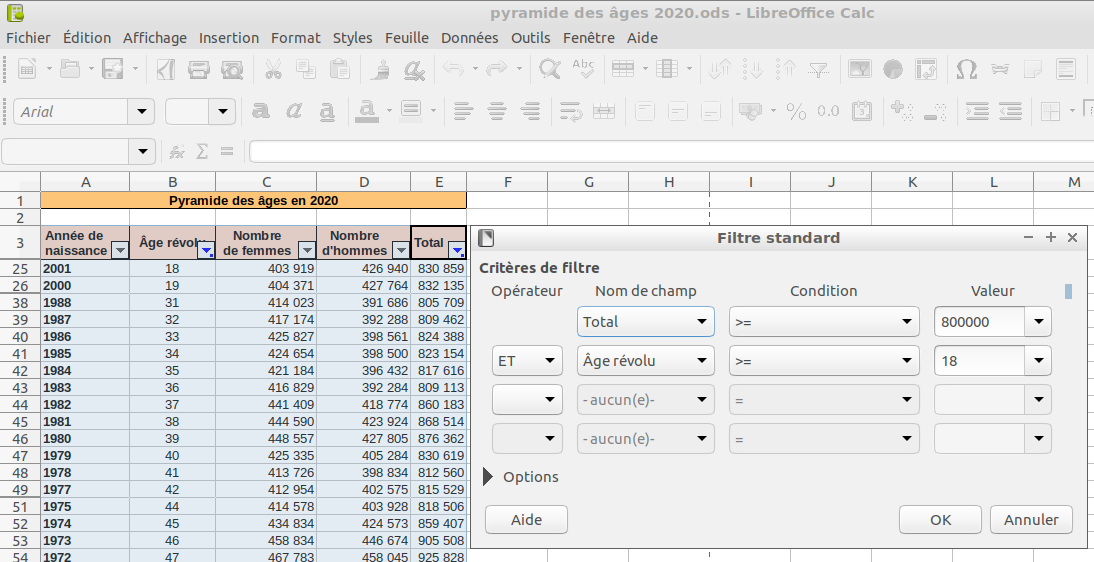 pyramide des âges 2020.ods - LibreOffice Calc
Fichier Édition Affichage Insertion Format Styles Feuille Données Outils Fenêtre Aide
Abc
Arial
a a a a % 0.0
fx Σ =
A B C D E F G H I J K L M
1 Pyramide des âges en 2020
2
3 Année de naissance Âge révolu Nombre de femmes Nombre d'hommes Total
25 2001 18 403 919 426 940 830 859
26 2000 19 404 371 427 764 832 135
38 1988 31 414 023 391 686 805 709
39 1987 32 417 174 392 288 809 462
40 1986 33 425 827 398 561 824 388
41 1985 34 424 654 398 500 823 154
42 1984 35 421 184 396 432 817 616
43 1983 36 416 829 392 284 809 113
44 1982 37 441 409 418 774 860 183
45 1981 38 444 590 423 924 868 514
46 1980 39 448 557 427 805 876 362
47 1979 40 425 335 405 284 830 619
48 1978 41 413 726 398 834 812 560
49 1977 42 412 954 402 575 815 529
51 1975 44 414 578 403 928 818 506
52 1974 45 434 834 424 573 859 407
53 1973 46 458 834 446 674 905 508
54 1972 47 467 783 458 045 925 828
Filtre standard
Critères de filtre
Opérateur Nom de champ Condition Valeur
Total >= 800000
ET Âge révolu >= 18
- aucun(e)- =
- aucun(e)- =
Options
Aide OK Annuler